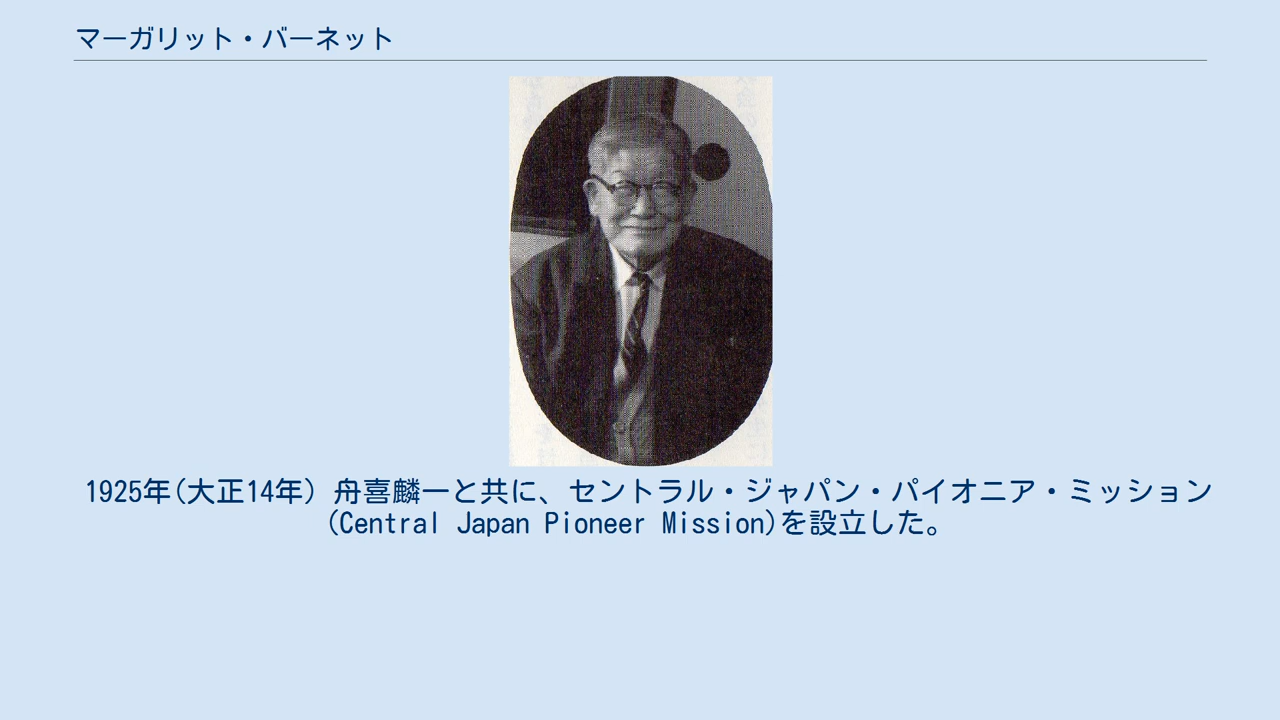 マーガリット・バーネット
1925年(大正14年) 舟喜麟一と共に、セントラル・ジャパン・パイオニア・ミッション
(Central Japan Pioneer Mission)を設立した。